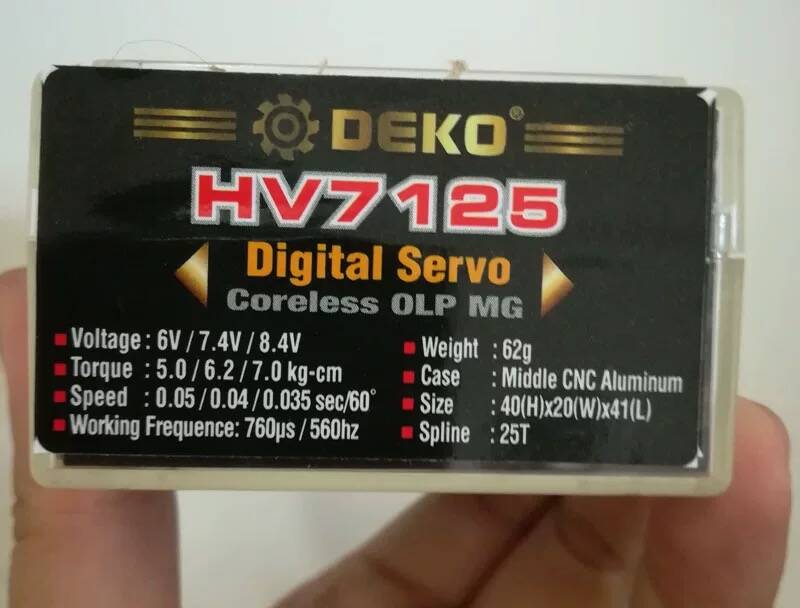 DEKO®
HV7125
Digital Servo
Coreless OLP MG
Voltage : 6V / 7.4V / 8.4V
Torque : 5.0 / 6.2 / 7.0 kg-cm
Speed : 0.05 / 0.04 / 0.035 sec/60°
Working Frequence: 760µs / 560hz
Weight : 62g
Case : Middle CNC Aluminum
Size : 40(H)x20(W)x41(L)
Spline : 25T